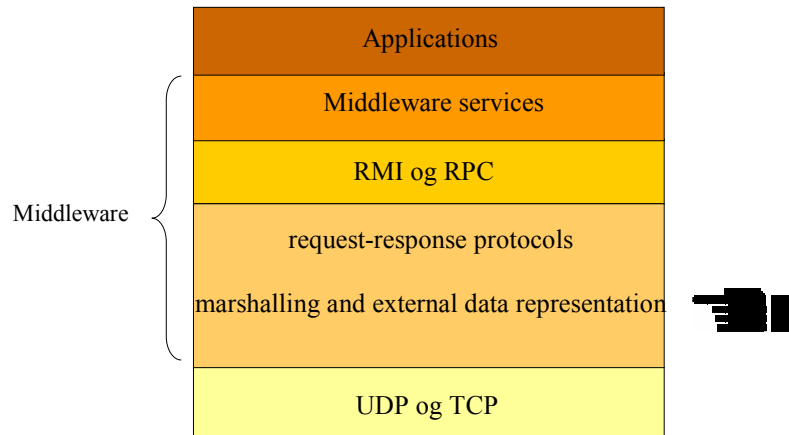 Applications
Middleware services
RMI og RPC
Middleware
request-response protocols
marshalling and external data representation
UDP og TCP